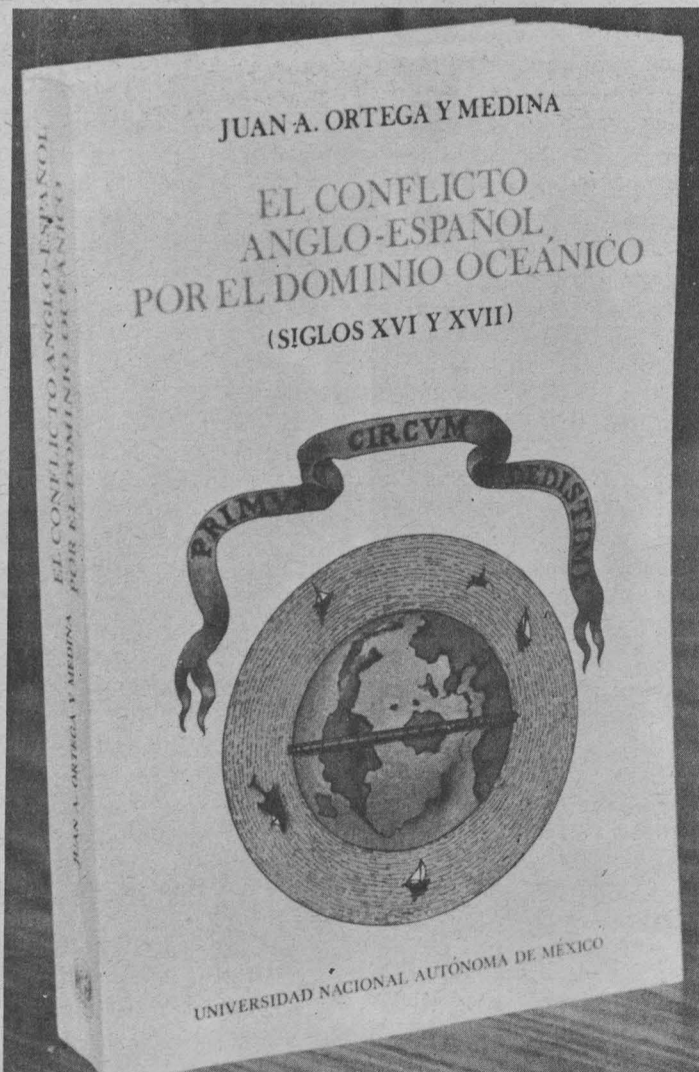 JUAN A. ORTEGA Y MEDINA
EL CONFLICTO
ANGLO-ESPAÑOL
POR EL DOMINIO OCEÁNICO
(SIGLOS XVI Y XVII)
PRIMVS CIRCVM DEDISTI ME
UNIVERSIDAD NACIONAL AUTÓNOMA DE MÉXICO
JUAN A. ORTEGA Y MEDINA
EL CONFLICTO ANGLO-ESPAÑOL
POR EL DOMINIO OCEÁNICO